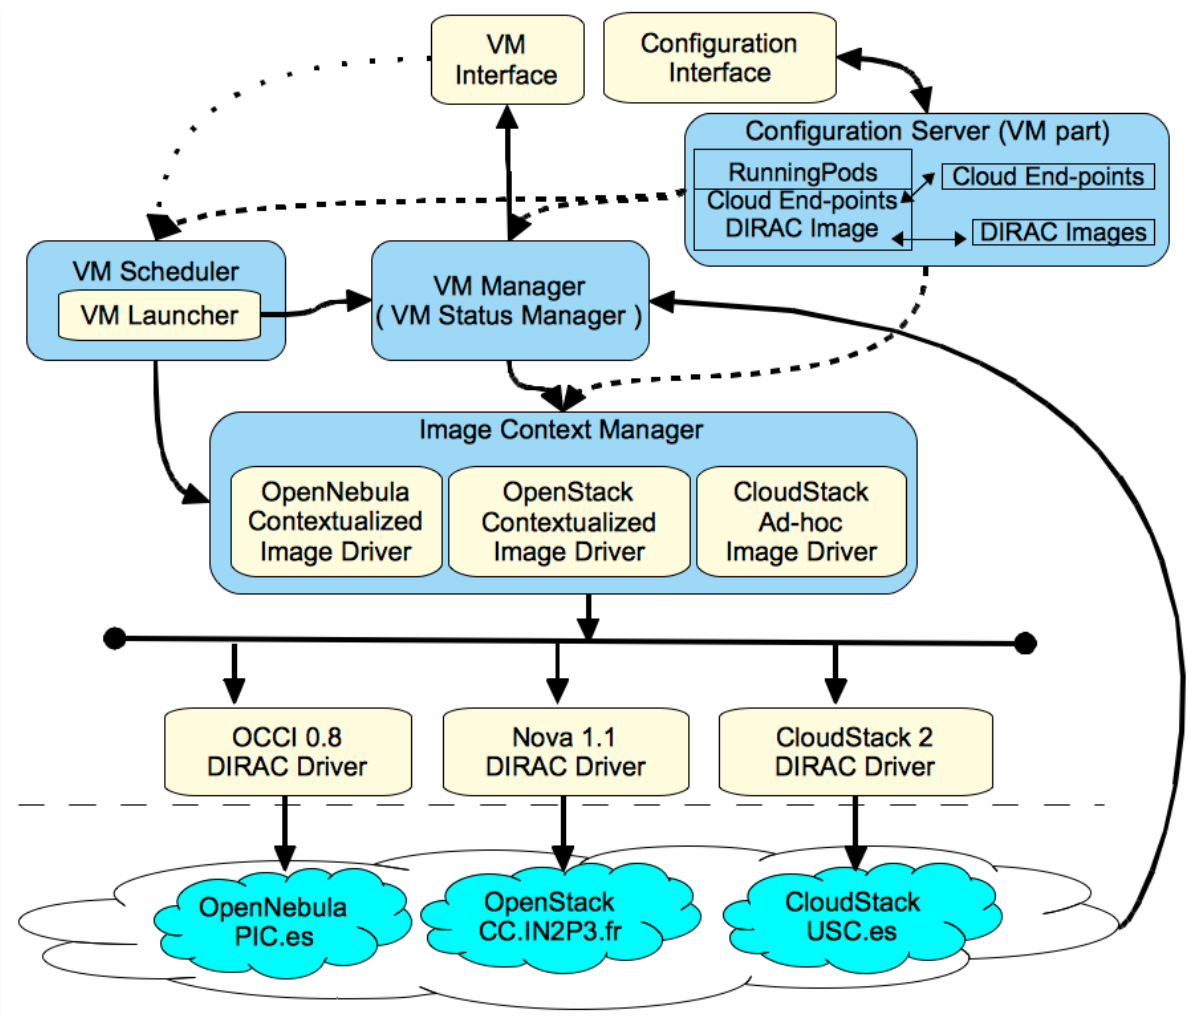 VM
Interface
Configuration
Interface
Configuration Server (VM part)
RunningPods
Cloud End-points
DIRAC Image
Cloud End-points
DIRAC Images
VM Scheduler
VM Launcher
VM Manager
( VM Status Manager )
Image Context Manager
OpenNebula
Contextualized
Image Driver
OpenStack
Contextualized
Image Driver
CloudStack
Ad-hoc
Image Driver
OCCI 0.8
DIRAC Driver
Nova 1.1
DIRAC Driver
CloudStack 2
DIRAC Driver
OpenNebula
PIC.es
OpenStack
CC.IN2P3.fr
CloudStack
USC.es